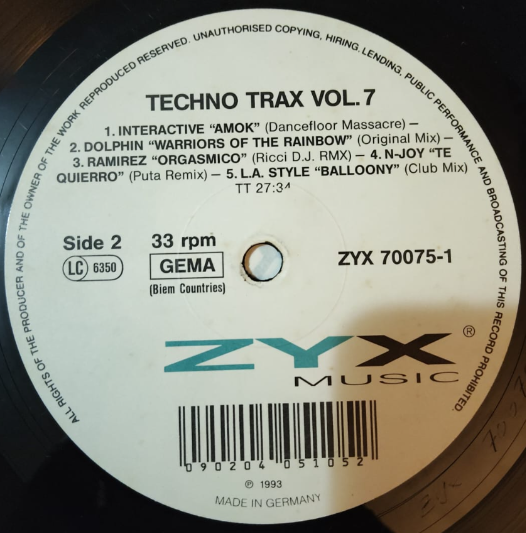 ALL RIGHTS OF THE PRODUCER AND OF THE OWNER OF THE WORK REPRODUCED RESERVED. UNAUTHORISED COPYING, HIRING, LENDING, PUBLIC PERFORMANCE AND BROADCASTING OF THIS RECORD PROHIBITED.
TECHNO TRAX VOL. 7
1. INTERACTIVE “AMOK” (Dancefloor Massacre) –
2. DOLPHIN “WARRIORS OF THE RAINBOW” (Original Mix) –
3. RAMIREZ “ORGASMICO” (Ricci D.J. RMX) – 4. N-JOY “TE
QUIERRO” (Puta Remix) – 5. L.A. STYLE “BALLOONY” (Club Mix)
TT 27:34
Side 2 33 rpm ZYX 70075-1
LC 6350 GEMA
(Biem Countries)
ZYX ®
MUSIC
090204 051052
℗ 1993
MADE IN GERMANY